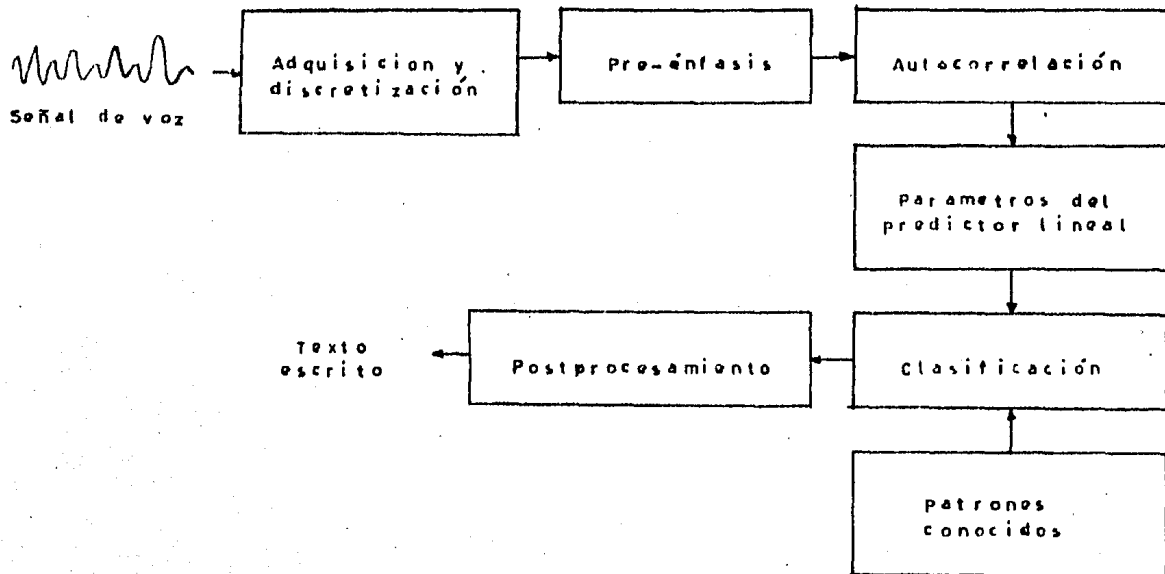 Señal de voz
Adquisicion y
discretización
Pre-énfasis
Autocorrelación
Parametros del
predictor lineal
Clasificación
Postprocesamiento
Texto
escrito
Patrones
conocidos